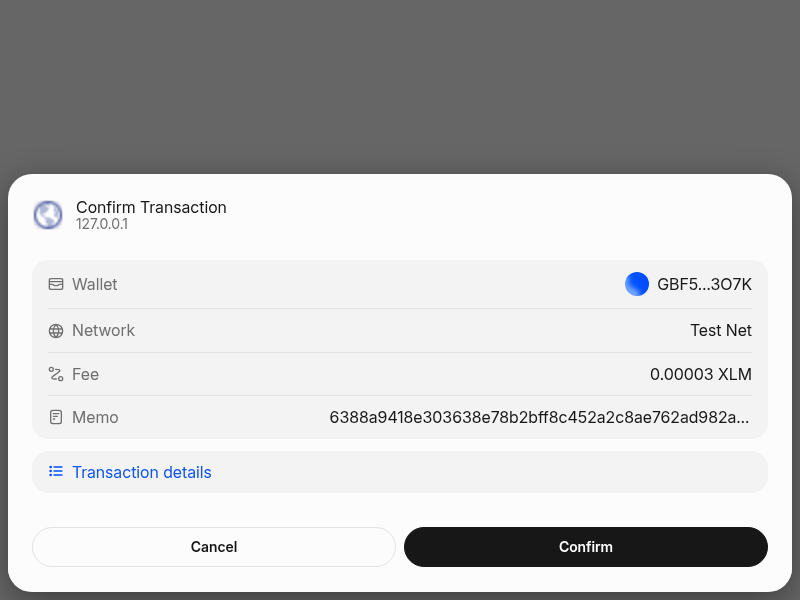 Confirm Transaction
127.0.0.1
Wallet GBF5...3O7K
Network Test Net
Fee 0.00003 XLM
Memo 6388a9418e303638e78b2bff8c452a2c8ae762ad982a...
Transaction details
Cancel Confirm